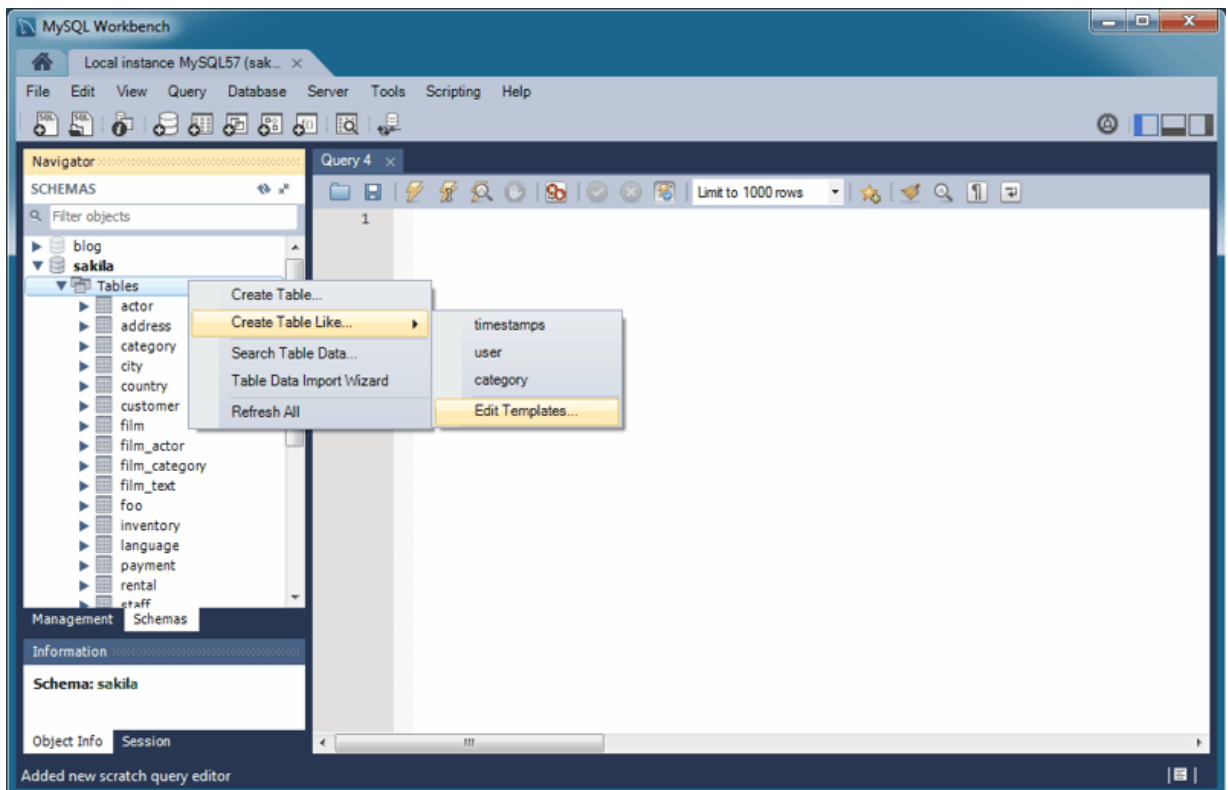 MySQL Workbench
Local instance MySQL57 (sak... ×
File Edit View Query Database Server Tools Scripting Help
Navigator
Query 4 ×
SCHEMAS
Limit to 1000 rows
Filter objects
1
blog
sakila
Tables
actor
address
category
city
country
customer
film
film_actor
film_category
film_text
foo
inventory
language
payment
rental
staff
Create Table...
Create Table Like...
Search Table Data...
Table Data Import Wizard
Refresh All
timestamps
user
category
Edit Templates...
Management Schemas
Information
Schema: sakila
Object Info Session
Added new scratch query editor